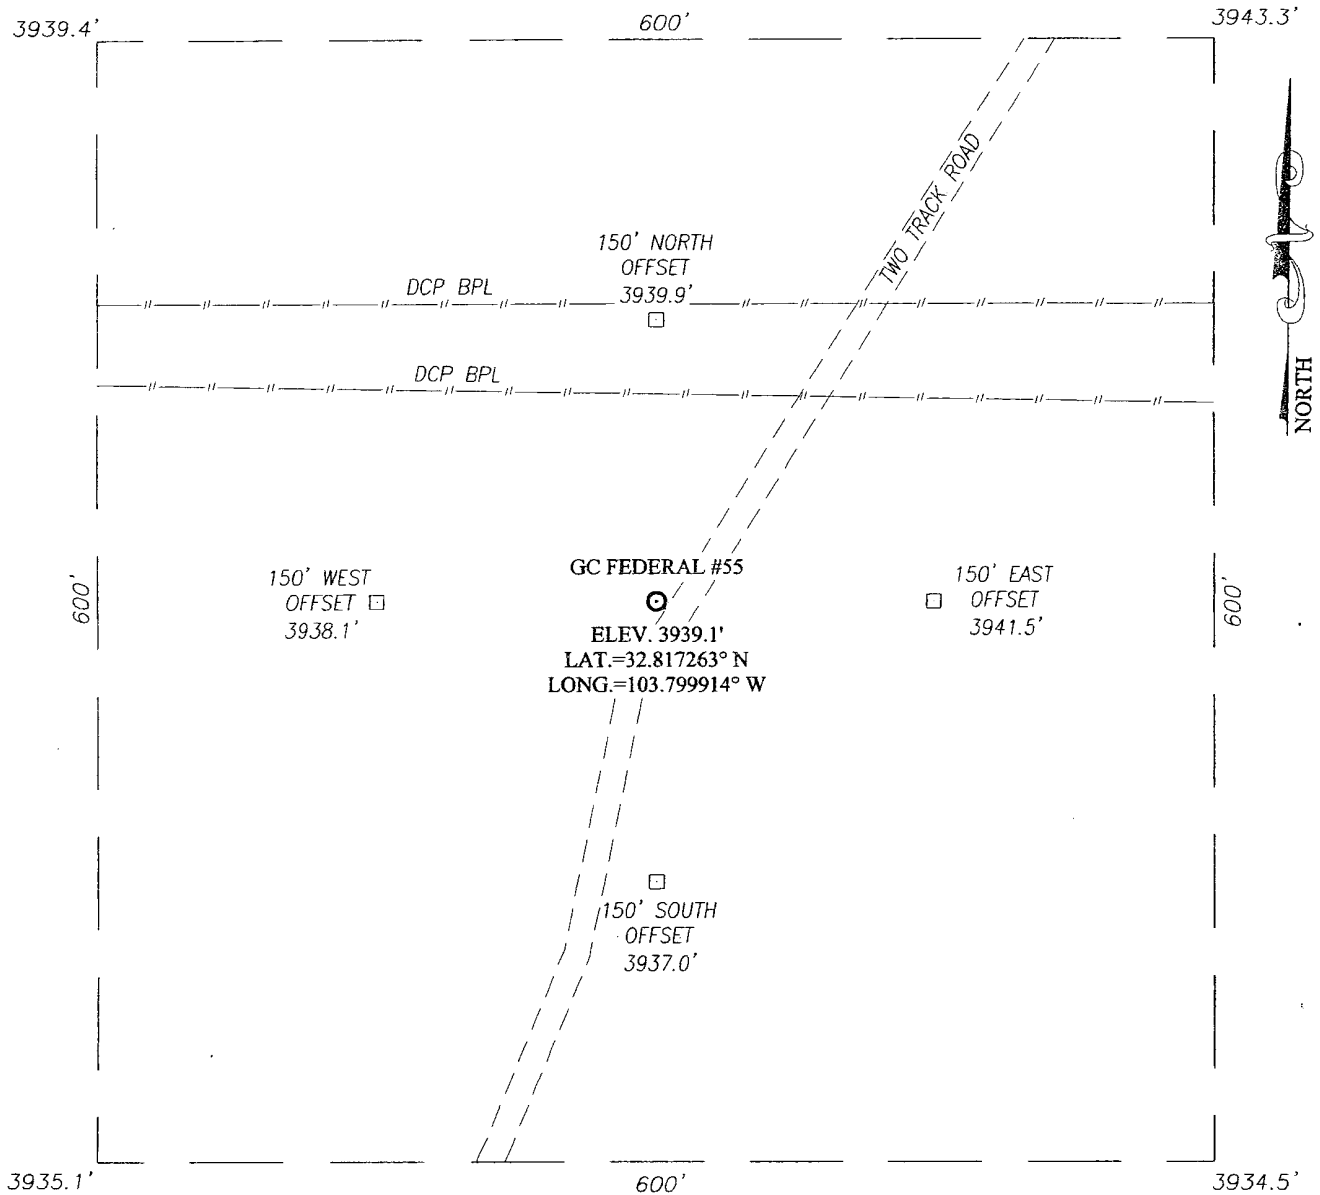 3939.4'
600'
3943.3'
TWO TRACK ROAD
150' NORTH
OFFSET
3939.9'
DCP BPL
DCP BPL
NORTH
600'
150' WEST
OFFSET
3938.1'
GC FEDERAL #55
ELEV. 3939.1'
LAT.=32.817263° N
LONG.=103.799914° W
150' EAST
OFFSET
3941.5'
600'
150' SOUTH
OFFSET
3937.0'
3935.1'
600'
3934.5'